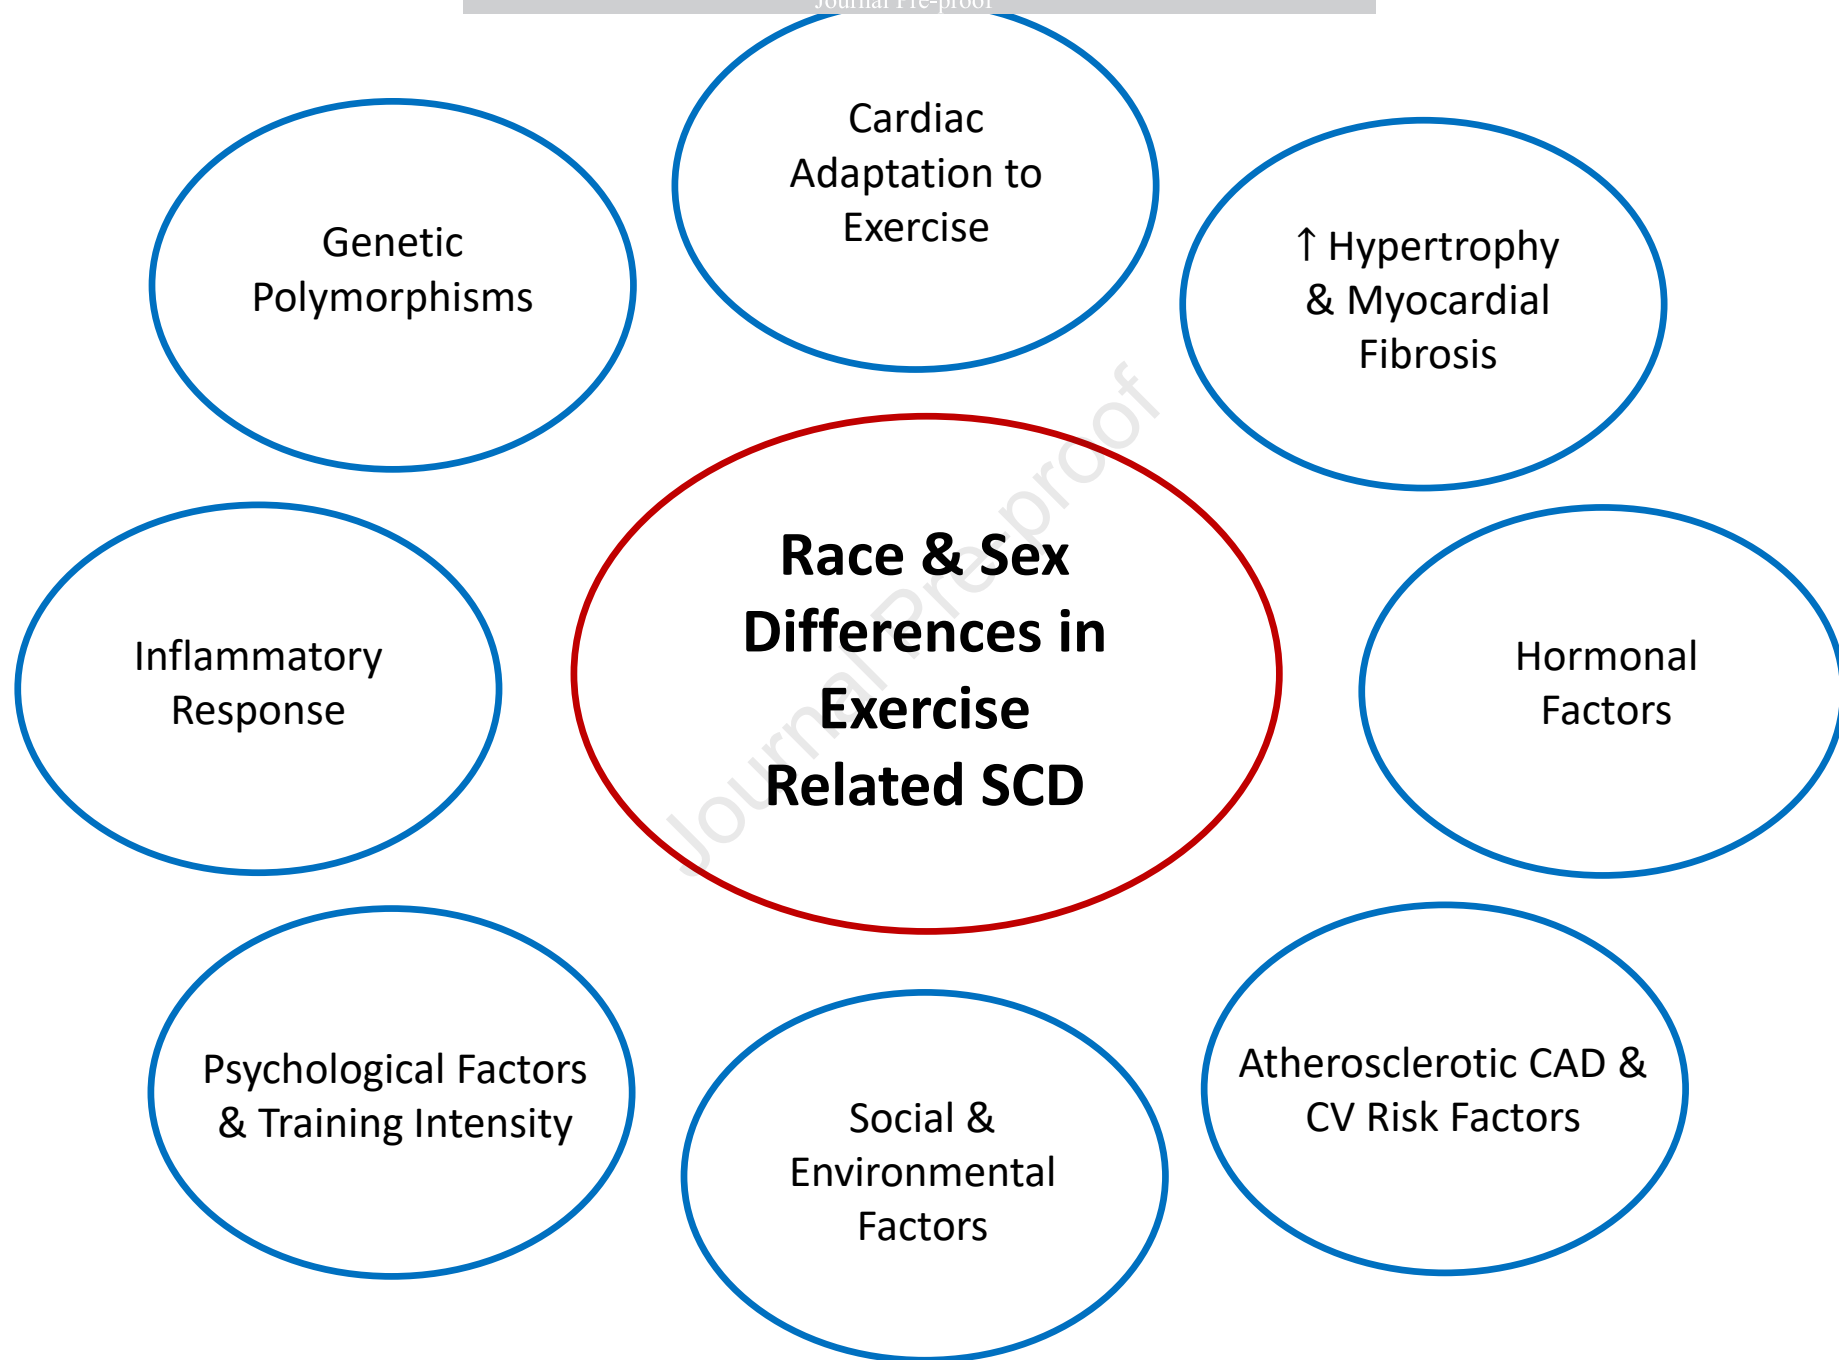 Journal Pre-proof
Cardiac
Adaptation to
Exercise
Genetic
Polymorphisms
↑ Hypertrophy
& Myocardial
Fibrosis
Race & Sex
Differences in
Exercise
Related SCD
Inflammatory
Response
Hormonal
Factors
Psychological Factors
& Training Intensity
Social &
Environmental
Factors
Atherosclerotic CAD &
CV Risk Factors
Journal Pre-proof